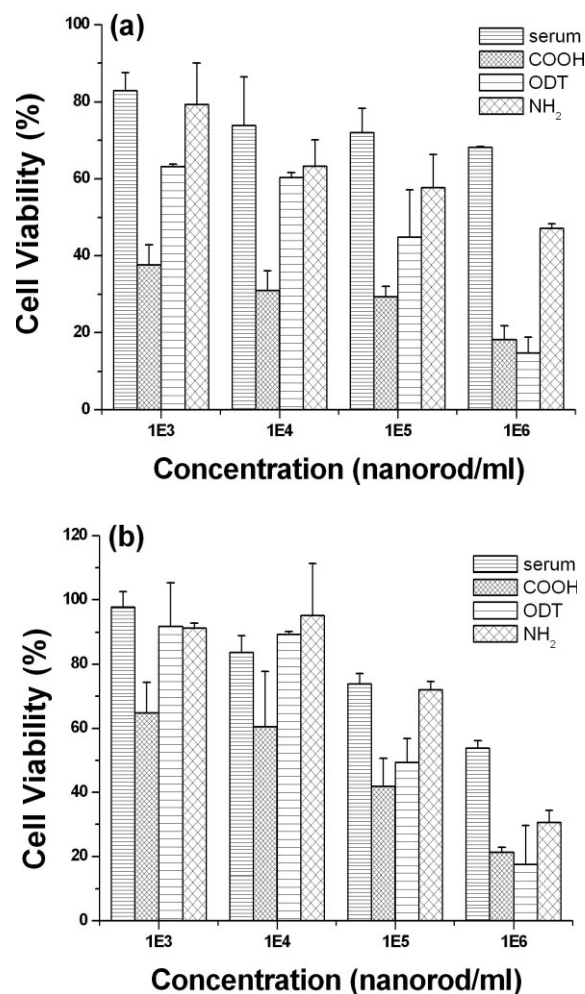 (a)
serum
COOH
ODT
NH₂
Cell Viability (%)
100
80
60
40
20
0
1E3 1E4 1E5 1E6
Concentration (nanorod/ml)
(b)
serum
COOH
ODT
NH₂
Cell Viability (%)
120
100
80
60
40
20
0
1E3 1E4 1E5 1E6
Concentration (nanorod/ml)